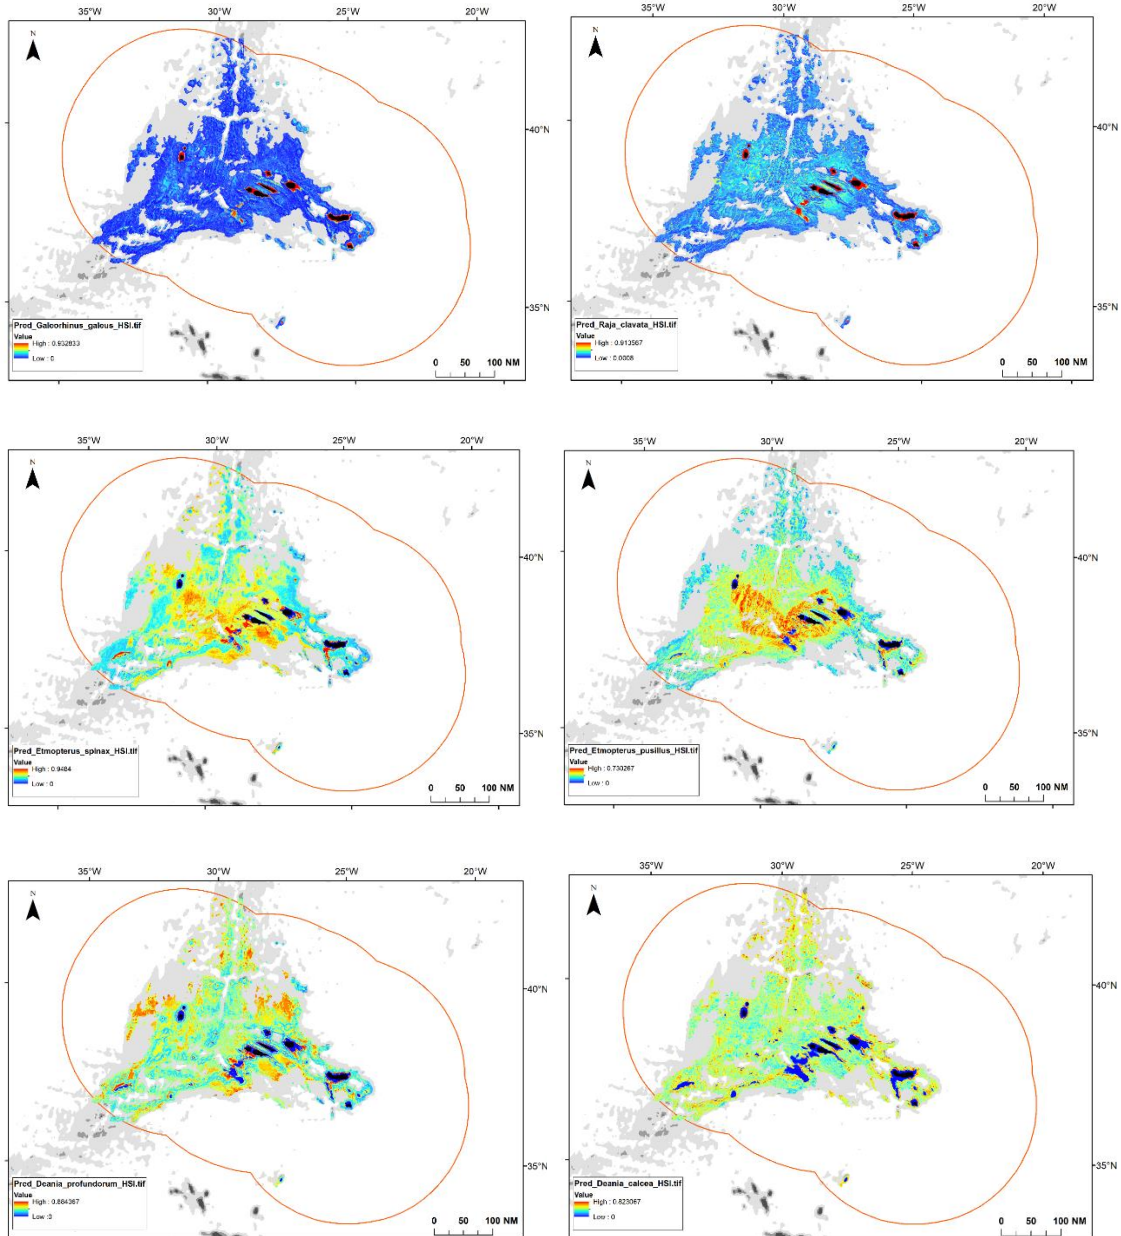 35°W 30°W 25°W 20°W
N
40°N
35°N
Pred_Galeorhinus_galeus_HSI.tif
Value
High : 0.932833
Low : 0
0 50 100 NM
35°W 30°W 25°W 20°W
N
40°N
35°N
Pred_Raja_clavata_HSI.tif
Value
High : 0.913567
Low : 0.0008
0 50 100 NM
35°W 30°W 25°W 20°W
N
40°N
35°N
Pred_Etmopterus_spinax_HSI.tif
Value
High : 0.9484
Low : 0
0 50 100 NM
35°W 30°W 25°W 20°W
N
40°N
35°N
Pred_Etmopterus_pusillus_HSI.tif
Value
High : 0.730267
Low : 0
0 50 100 NM
35°W 30°W 25°W 20°W
N
40°N
35°N
Pred_Deania_profundorum_HSI.tif
Value
High : 0.864367
Low : 0
0 50 100 NM
35°W 30°W 25°W 20°W
N
40°N
35°N
Pred_Deania_calcea_HSI.tif
Value
High : 0.823067
Low : 0
0 50 100 NM